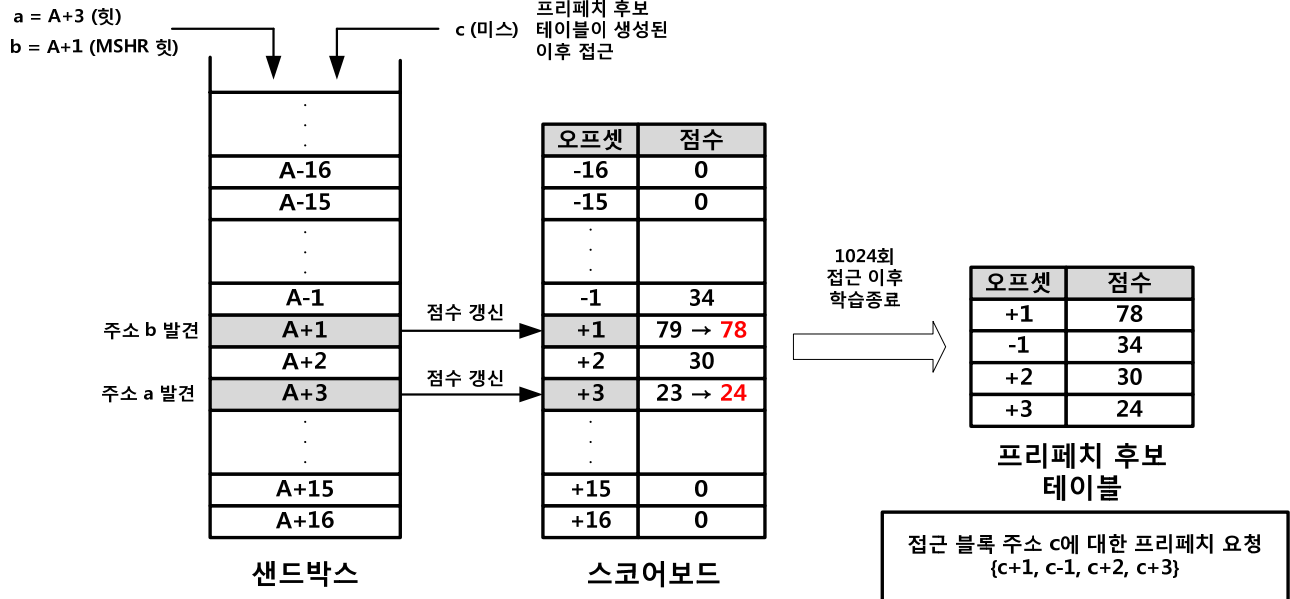 a = A+3 (힛)
b = A+1 (MSHR 힛)
c (미스)
프리페치 후보
테이블이 생성된
이후 접근
A-16
A-15
A-1
A+1
A+2
A+3
A+15
A+16
샌드박스
주소 b 발견
주소 a 발견
점수 갱신
점수 갱신
오프셋 점수
-16 0
-15 0
-1 34
+1 79 → 78
+2 30
+3 23 → 24
+15 0
+16 0
스코어보드
1024회
접근 이후
학습종료
오프셋 점수
+1 78
-1 34
+2 30
+3 24
프리페치 후보
테이블
접근 블록 주소 c에 대한 프리페치 요청
{c+1, c-1, c+2, c+3}